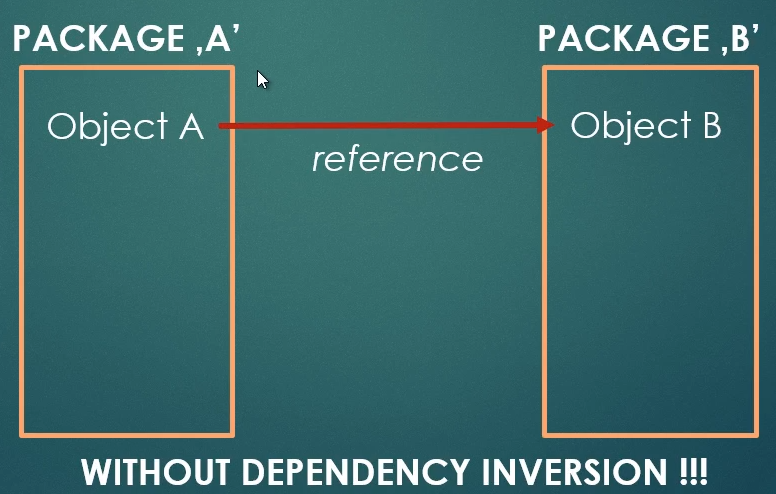 PACKAGE ‚A’
PACKAGE ‚B’
Object A
Object B
reference
WITHOUT DEPENDENCY INVERSION !!!